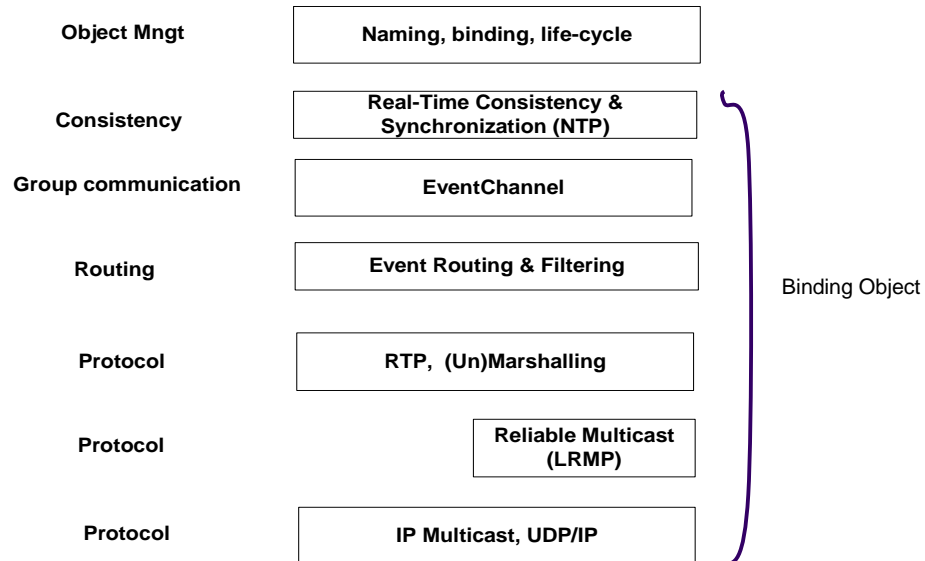 Object Mngt
Naming, binding, life-cycle
Consistency
Real-Time Consistency &
Synchronization (NTP)
Group communication
EventChannel
Routing
Event Routing & Filtering
Binding Object
Protocol
RTP, (Un)Marshalling
Protocol
Reliable Multicast
(LRMP)
Protocol
IP Multicast, UDP/IP